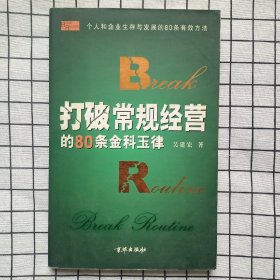 个人和企业生存与发展的80条有效方法
Break
打破常规经营
的80条金科玉律
吴建宏 著
Routine
Break Routine
京华出版社